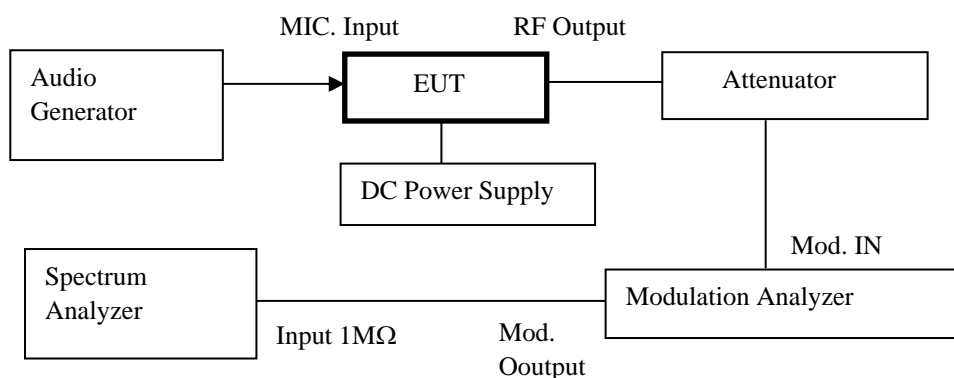 MIC. Input
RF Output
Audio
Generator
EUT
Attenuator
DC Power Supply
Mod. IN
Spectrum
Analyzer
Modulation Analyzer
Input 1MΩ
Mod.
Ooutput